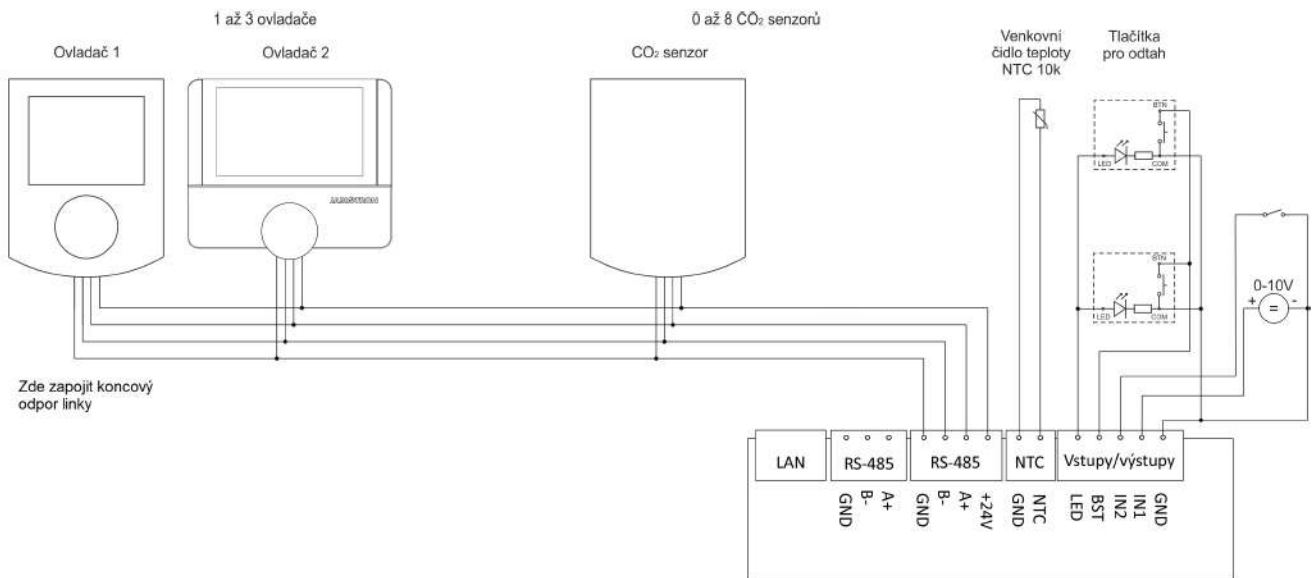 1 až 3 ovladače
0 až 8 CO₂ senzorů
Ovladač 1
Ovladač 2
CO₂ senzor
Venkovní
čidlo teploty
NTC 10k
Tlačítka
pro odtah
JABLOTRON
BTN
LED
COM
BTN
LED
COM
0-10V
+
=
-
Zde zapojit koncový
odpor linky
LAN
RS-485
RS-485
NTC
Vstupy/výstupy
GND
B-
A+
GND
B-
A+
+24V
GND
NTC
LED
BST
IN2
IN1
GND